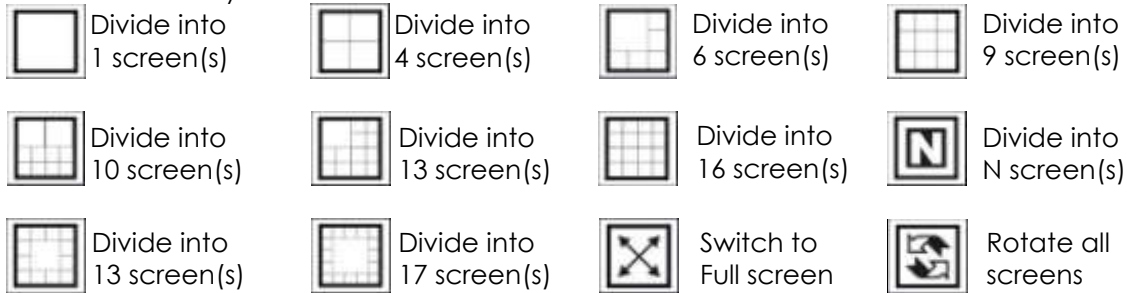 Divide into
1 screen(s)
Divide into
4 screen(s)
Divide into
6 screen(s)
Divide into
9 screen(s)
Divide into
10 screen(s)
Divide into
13 screen(s)
Divide into
16 screen(s)
N
Divide into
N screen(s)
Divide into
13 screen(s)
Divide into
17 screen(s)
Switch to
Full screen
Rotate all
screens